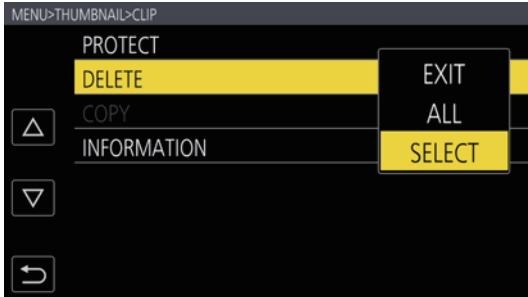 MENU>THUMBNAIL>CLIP
PROTECT
DELETE
COPY
INFORMATION
EXIT
ALL
SELECT